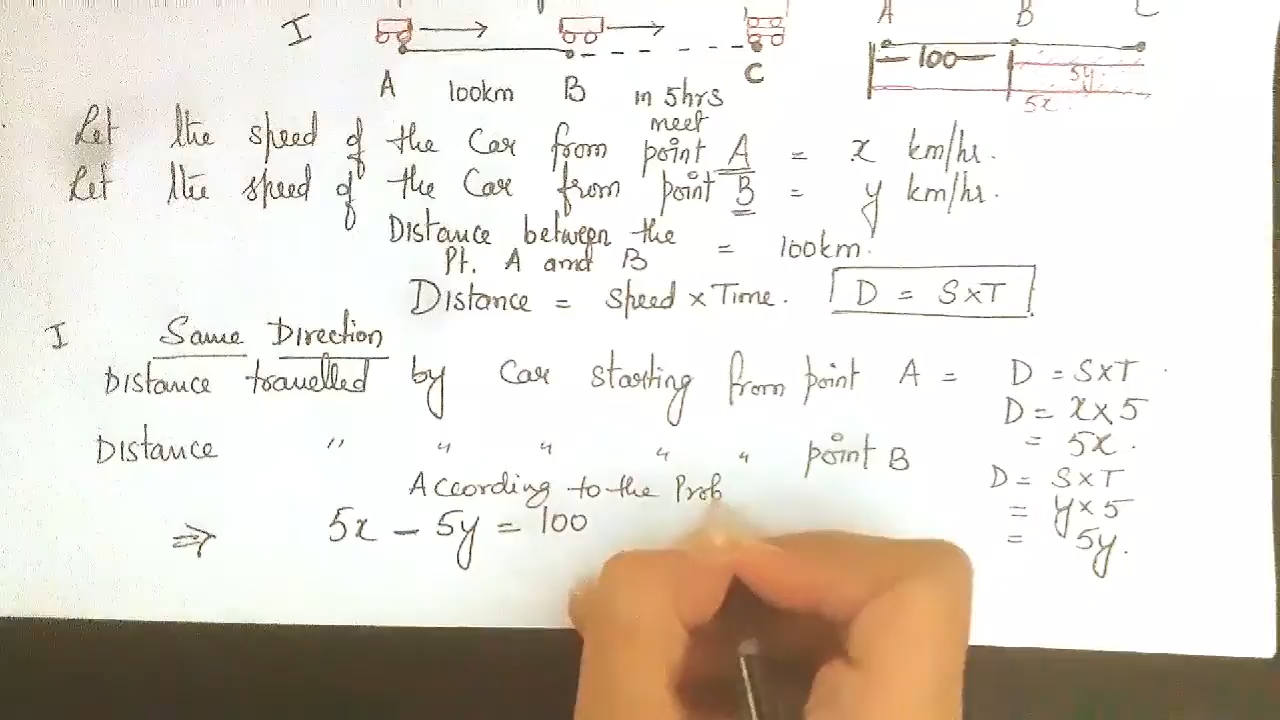 I
A 100km B in 5hrs C
meet
A B
100
5y
5x
Let the speed of the Car from point A = x km/hr.
Let the speed of the Car from point B = y km/hr.
Distance between the
Pt. A and B = 100km.
Distance = Speed × Time. D = S×T
I Same Direction
Distance travelled by Car starting from point A = D = S×T
D = x × 5
= 5x.
Distance " " " " " point B
D = S×T
= y × 5
= 5y.
According to the Prob
⇒ 5x - 5y = 100